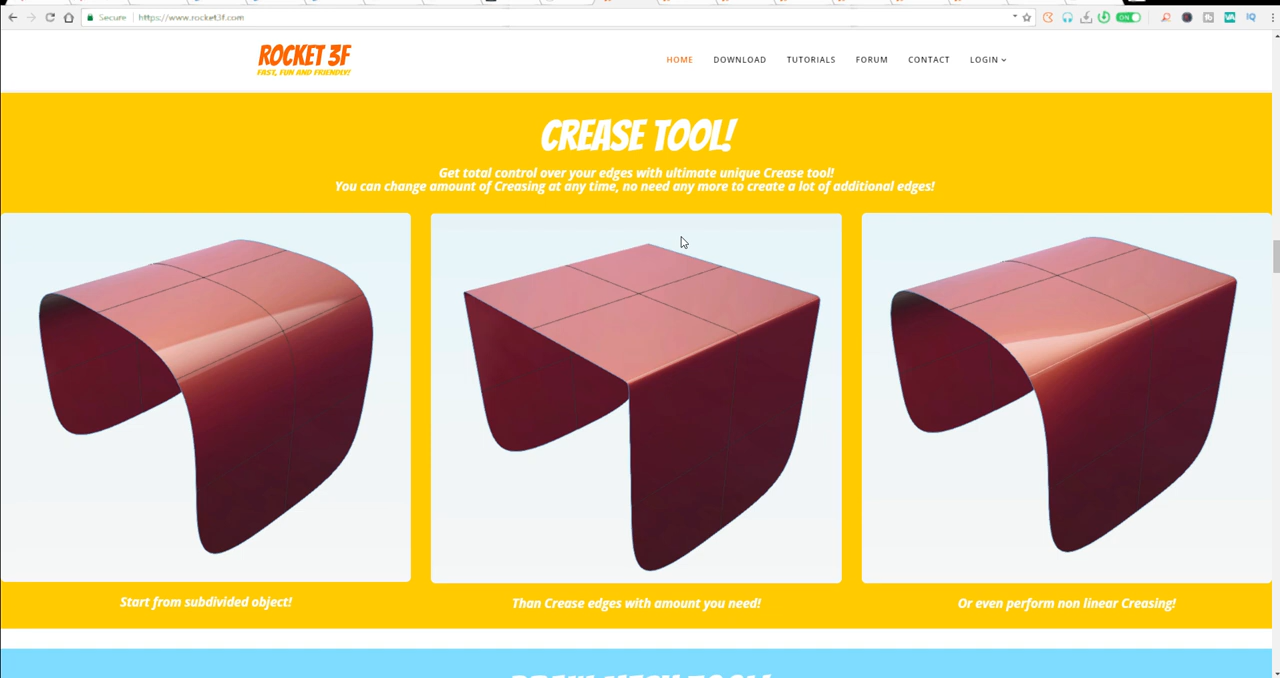 Secure
https://www.rocket3f.com
ON
VA
IQ
ROCKET 3F
FAST, FUN AND FRIENDLY!
HOME
DOWNLOAD
TUTORIALS
FORUM
CONTACT
LOGIN
CREASE TOOL!
Get total control over your edges with ultimate unique Crease tool!
You can change amount of Creasing at any time, no need any more to create a lot of additional edges!
Start from subdivided object!
Than Crease edges with amount you need!
Or even perform non linear Creasing!